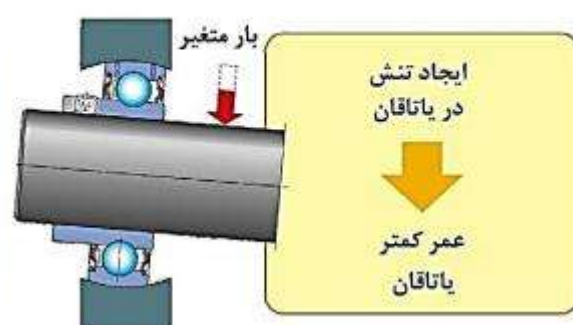 بار متغیر
ایجاد تنش
در یاتاقان
عمر کمتر
یاتاقان